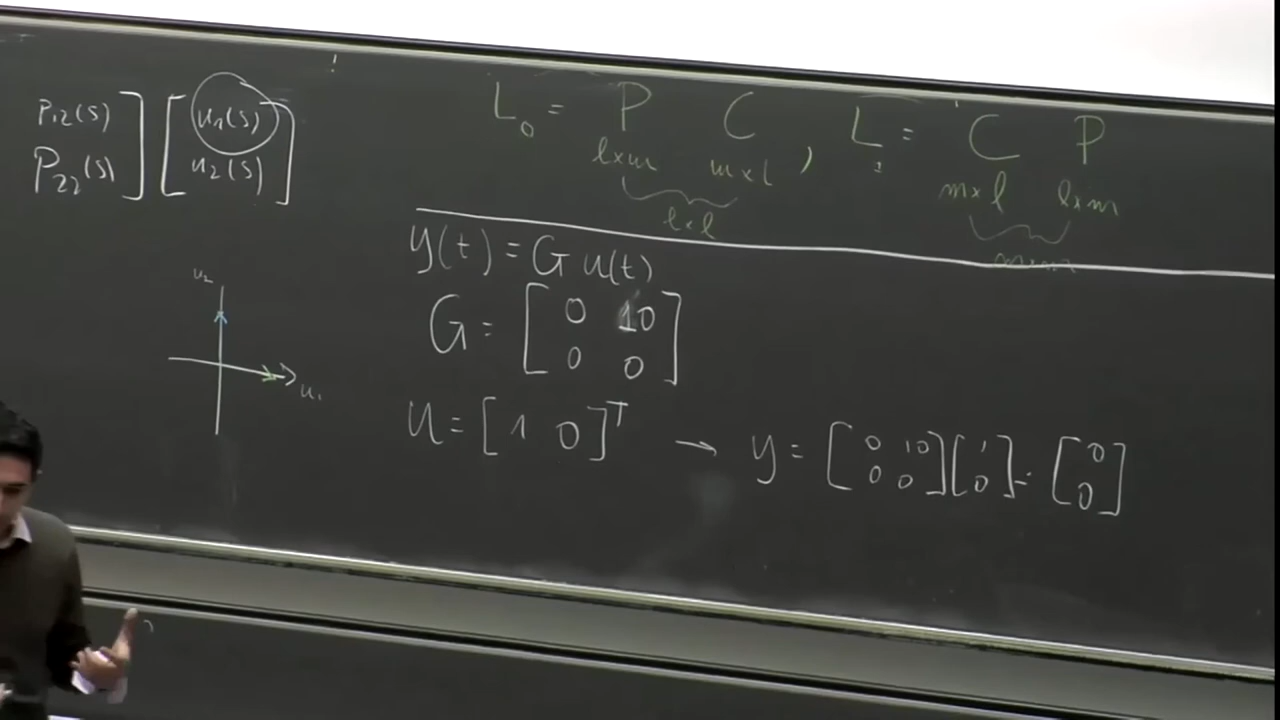 P₁₂(s) ] [ u₁(s) ]
P₂₂(s) ] [ u₂(s) ]
L₀ = P C , Lᵢ = C P
l×m m×l m×l l×m
l×l m×m
y(t) = G u(t)
G = [ 0 10
0 0 ]
u₂
u₁
u = [1 0]ᵀ → y = [ 0 10 ] [ 1 ] = [ 0 ]
[ 0 0 ] [ 0 ] [ 0 ]